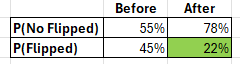 Before After
P(No Flipped) 55% 78%
P(Flipped) 45% 22%